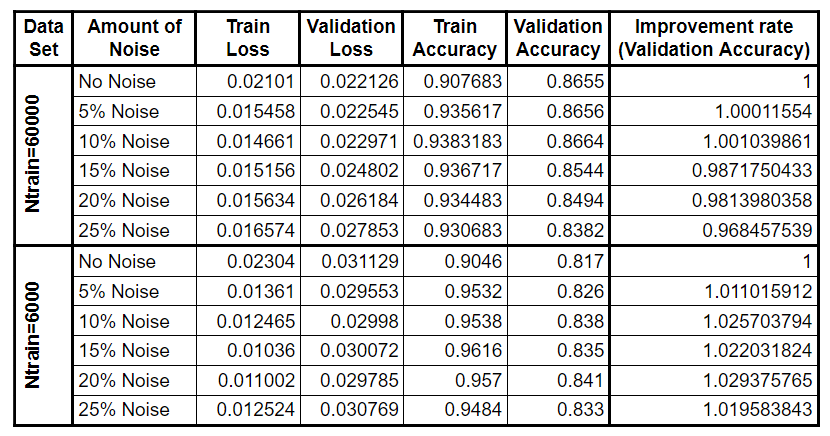 Data Set Amount of Noise Train Loss Validation Loss Train Accuracy Validation Accuracy Improvement rate (Validation Accuracy)
Ntrain=60000
No Noise 0.02101 0.022126 0.907683 0.8655 1
5% Noise 0.015458 0.022545 0.935617 0.8656 1.00011554
10% Noise 0.014661 0.022971 0.9383183 0.8664 1.001039861
15% Noise 0.015156 0.024802 0.936717 0.8544 0.9871750433
20% Noise 0.015634 0.026184 0.934483 0.8494 0.9813980358
25% Noise 0.016574 0.027853 0.930683 0.8382 0.968457539
Ntrain=6000
No Noise 0.02304 0.031129 0.9046 0.817 1
5% Noise 0.01361 0.029553 0.9532 0.826 1.011015912
10% Noise 0.012465 0.02998 0.9538 0.838 1.025703794
15% Noise 0.01036 0.030072 0.9616 0.835 1.022031824
20% Noise 0.011002 0.029785 0.957 0.841 1.029375765
25% Noise 0.012524 0.030769 0.9484 0.833 1.019583843